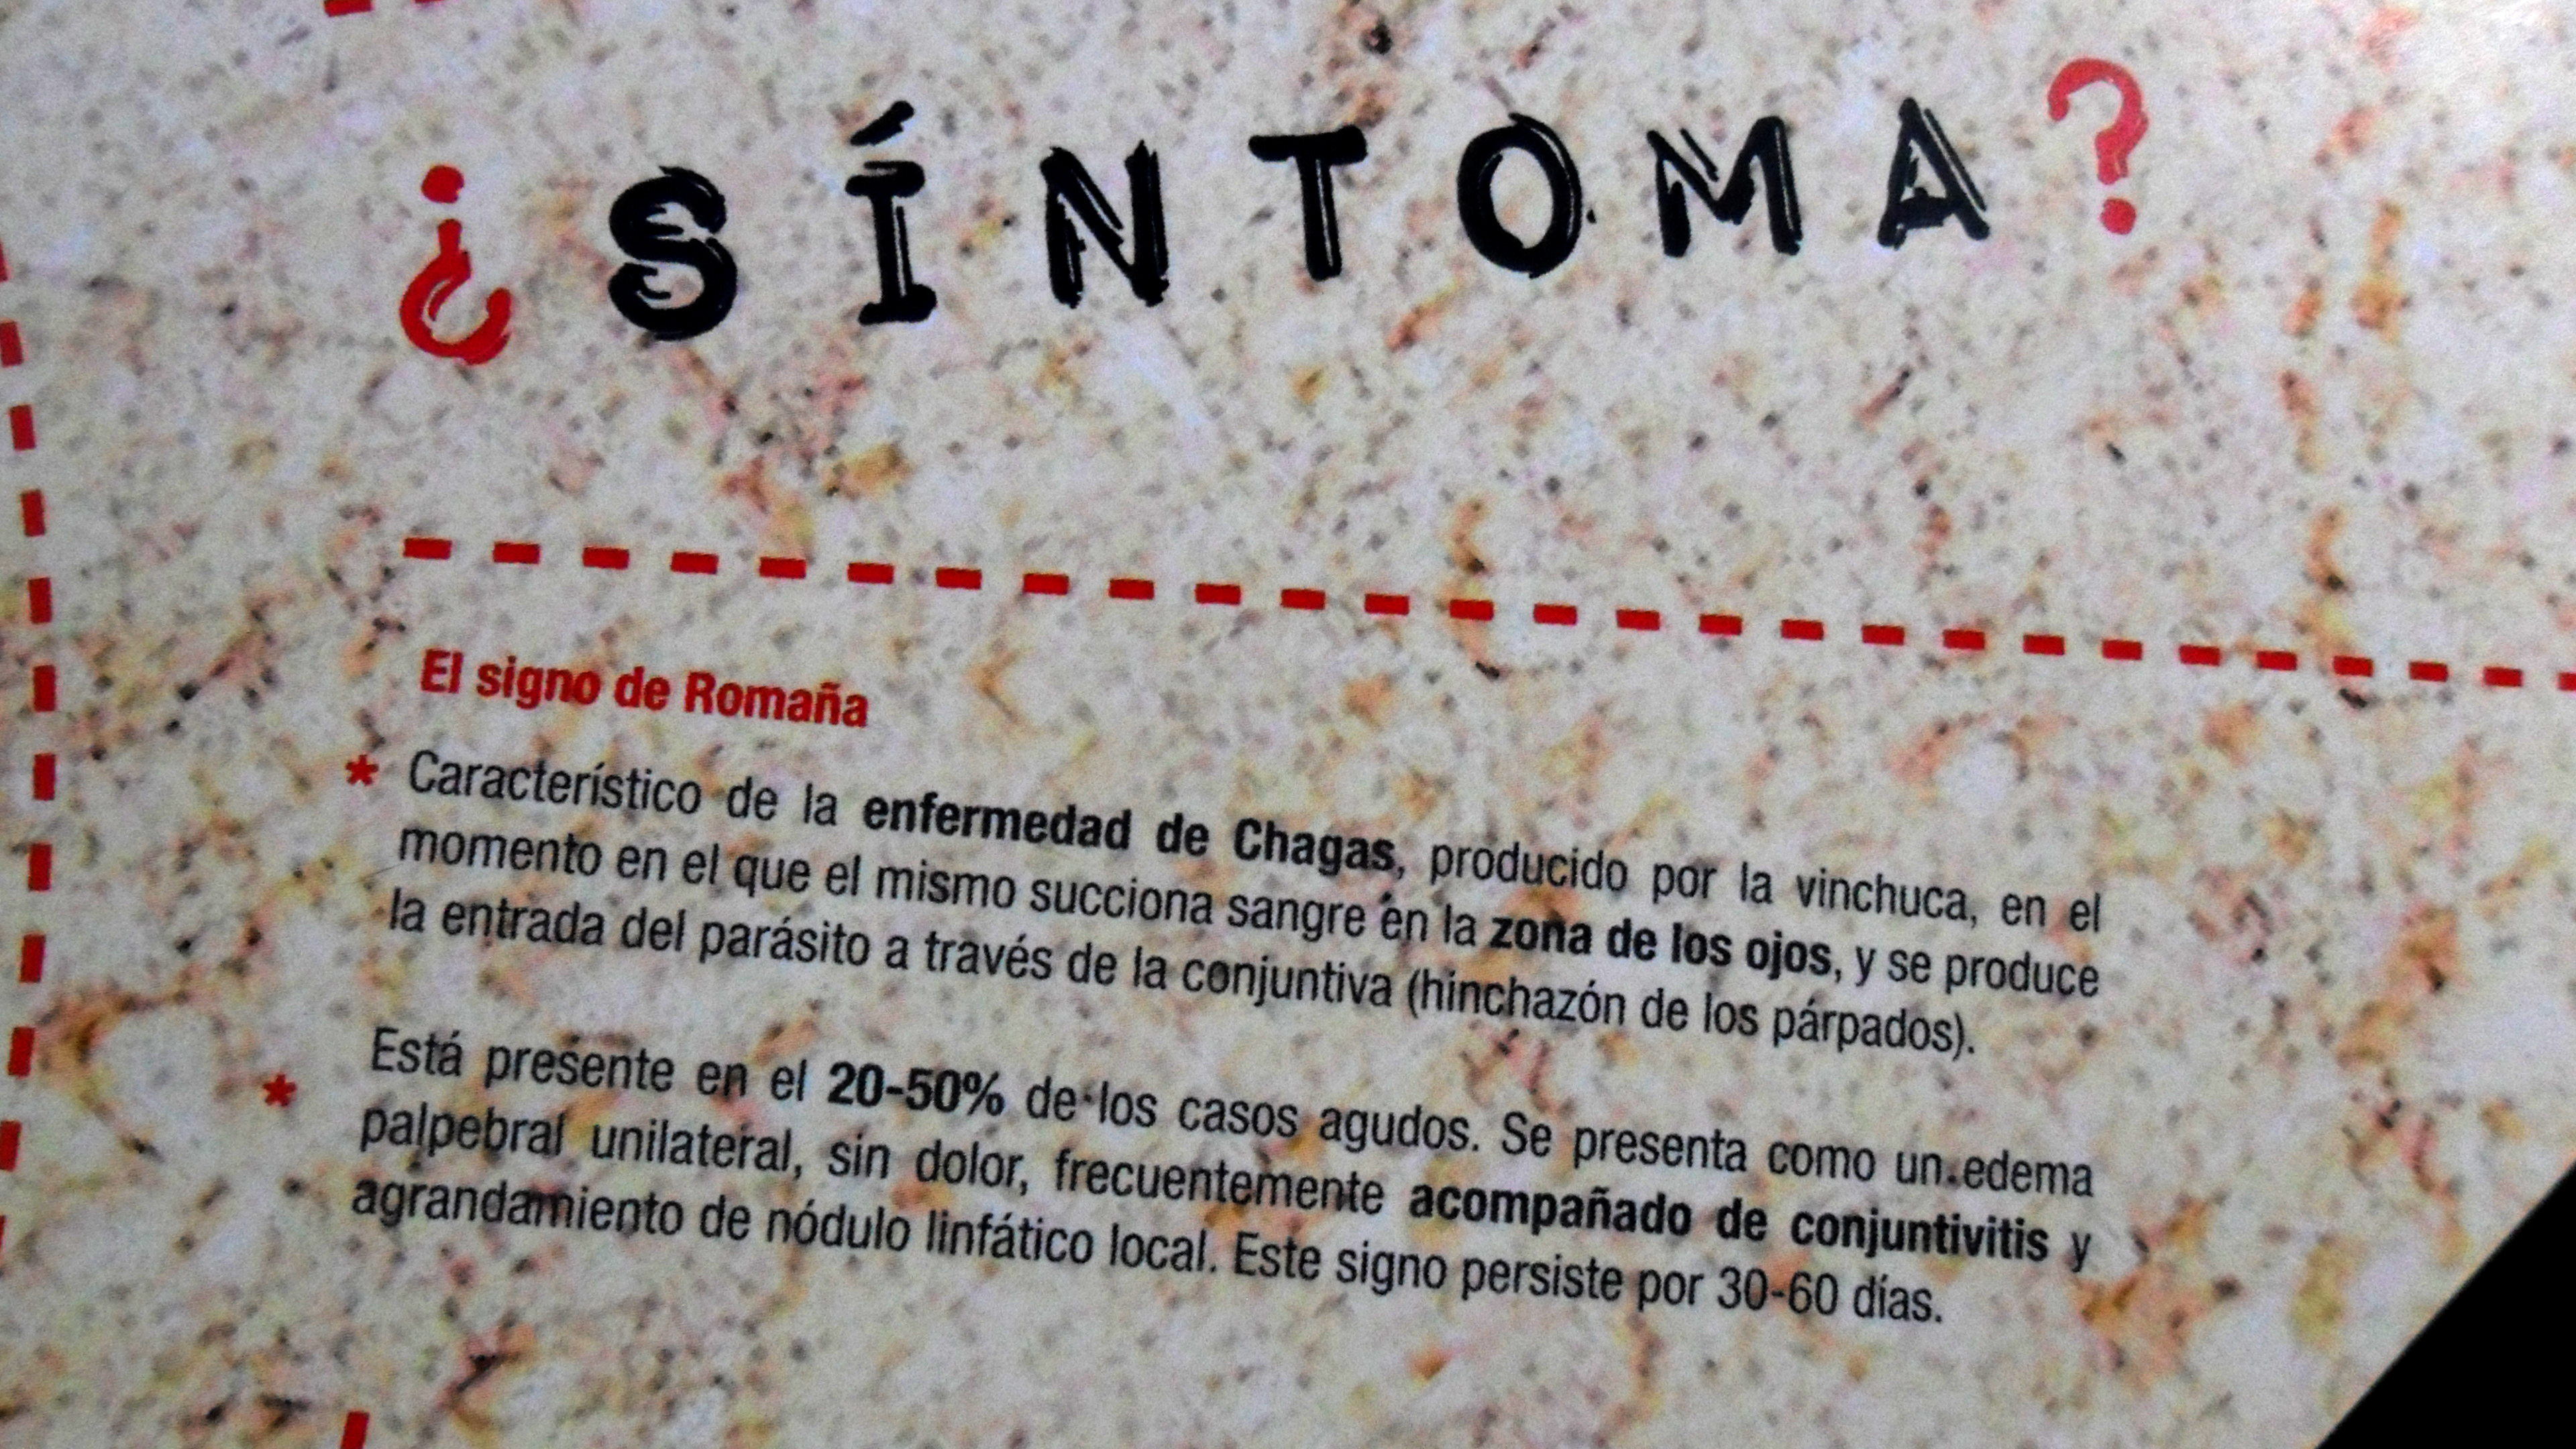 ¿SÍNTOMA?
El signo de Romaña
* Característico de la enfermedad de Chagas, producido por la vinchuca, en el
momento en el que el mismo succiona sangre en la zona de los ojos, y se produce
la entrada del parásito a través de la conjuntiva (hinchazón de los párpados).
* Está presente en el 20-50% de los casos agudos. Se presenta como un edema
palpebral unilateral, sin dolor, frecuentemente acompañado de conjuntivitis y
agrandamiento de nódulo linfático local. Este signo persiste por 30-60 días.